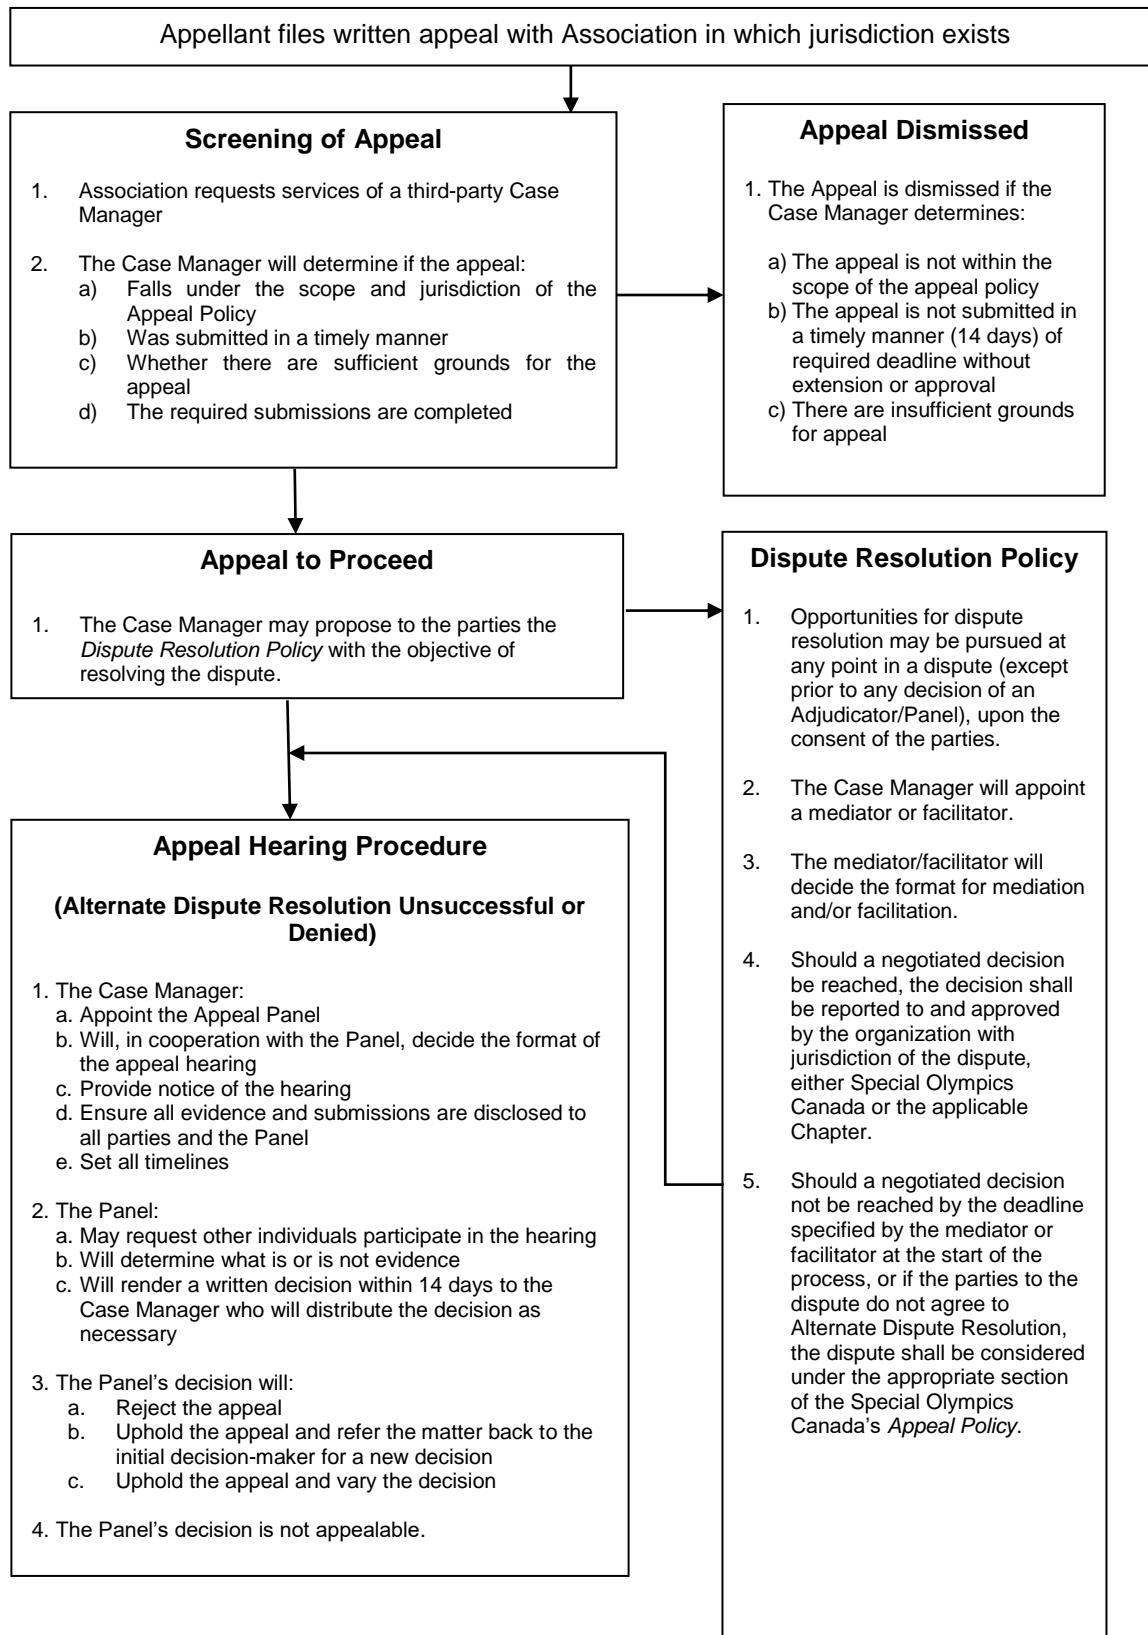 Appellant files written appeal with Association in which jurisdiction exists
Screening of Appeal
1. Association requests services of a third-party Case
Manager
2. The Case Manager will determine if the appeal:
a) Falls under the scope and jurisdiction of the
Appeal Policy
b) Was submitted in a timely manner
c) Whether there are sufficient grounds for the
appeal
d) The required submissions are completed
Appeal Dismissed
1. The Appeal is dismissed if the
Case Manager determines:
a) The appeal is not within the
scope of the appeal policy
b) The appeal is not submitted in
a timely manner (14 days) of
required deadline without
extension or approval
c) There are insufficient grounds
for appeal
Appeal to Proceed
1. The Case Manager may propose to the parties the
Dispute Resolution Policy with the objective of
resolving the dispute.
Dispute Resolution Policy
1. Opportunities for dispute
resolution may be pursued at
any point in a dispute (except
prior to any decision of an
Adjudicator/Panel), upon the
consent of the parties.
2. The Case Manager will appoint
a mediator or facilitator.
3. The mediator/facilitator will
decide the format for mediation
and/or facilitation.
4. Should a negotiated decision
be reached, the decision shall
be reported to and approved
by the organization with
jurisdiction of the dispute,
either Special Olympics
Canada or the applicable
Chapter.
5. Should a negotiated decision
not be reached by the deadline
specified by the mediator or
facilitator at the start of the
process, or if the parties to the
dispute do not agree to
Alternate Dispute Resolution,
the dispute shall be considered
under the appropriate section
of the Special Olympics
Canada's Appeal Policy.
Appeal Hearing Procedure
(Alternate Dispute Resolution Unsuccessful or
Denied)
1. The Case Manager:
a. Appoint the Appeal Panel
b. Will, in cooperation with the Panel, decide the format of
the appeal hearing
c. Provide notice of the hearing
d. Ensure all evidence and submissions are disclosed to
all parties and the Panel
e. Set all timelines
2. The Panel:
a. May request other individuals participate in the hearing
b. Will determine what is or is not evidence
c. Will render a written decision within 14 days to the
Case Manager who will distribute the decision as
necessary
3. The Panel's decision will:
a. Reject the appeal
b. Uphold the appeal and refer the matter back to the
initial decision-maker for a new decision
c. Uphold the appeal and vary the decision
4. The Panel's decision is not appealable.